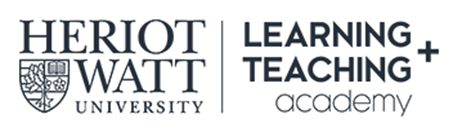 HERIOT
WATT
UNIVERSITY
LEARNING +
TEACHING
academy